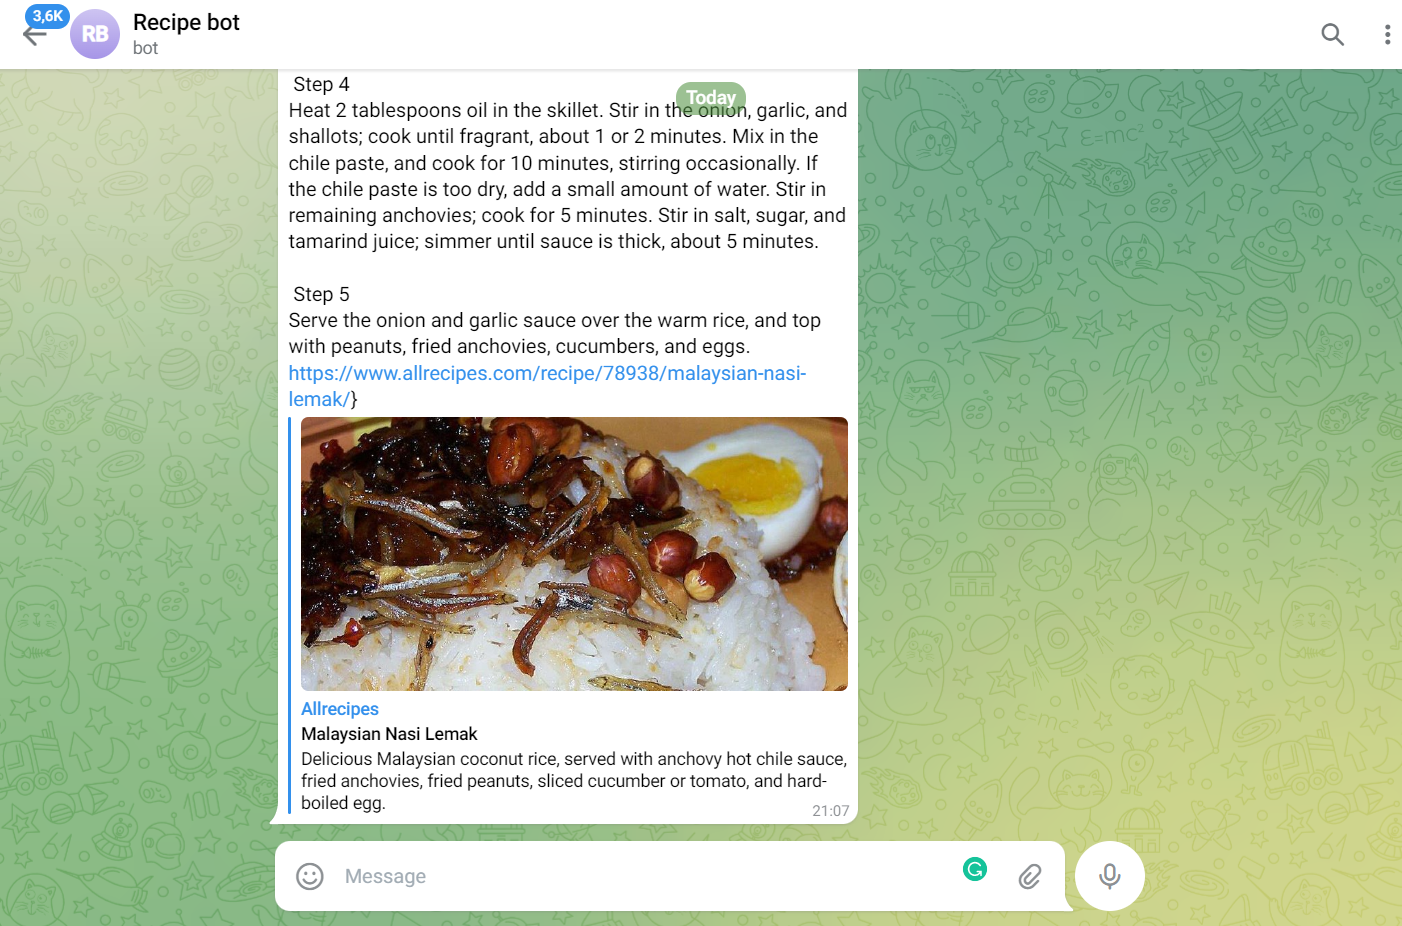 3,6K
RB
Recipe bot
bot
Today
Step 4
Heat 2 tablespoons oil in the skillet. Stir in the onion, garlic, and
shallots; cook until fragrant, about 1 or 2 minutes. Mix in the
chile paste, and cook for 10 minutes, stirring occasionally. If
the chile paste is too dry, add a small amount of water. Stir in
remaining anchovies; cook for 5 minutes. Stir in salt, sugar, and
tamarind juice; simmer until sauce is thick, about 5 minutes.
Step 5
Serve the onion and garlic sauce over the warm rice, and top
with peanuts, fried anchovies, cucumbers, and eggs.
https://www.allrecipes.com/recipe/78938/malaysian-nasi-
lemak/}
Allrecipes
Malaysian Nasi Lemak
Delicious Malaysian coconut rice, served with anchovy hot chile sauce,
fried anchovies, fried peanuts, sliced cucumber or tomato, and hard-
boiled egg.
21:07
Message